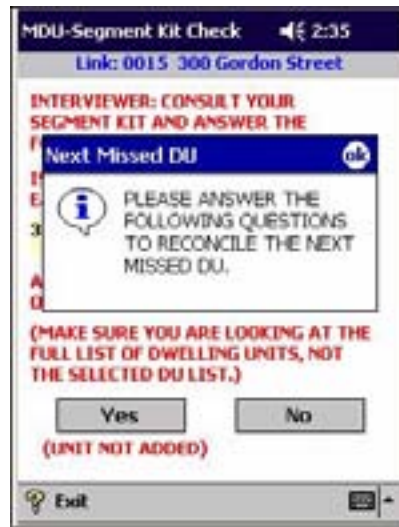 MDU-Segment Kit Check 2:35
Link: 0015 300 Gordon Street
INTERVIEWER: CONSULT YOUR
SEGMENT KIT AND ANSWER THE
Next Missed DU ok
PLEASE ANSWER THE
FOLLOWING QUESTIONS
TO RECONCILE THE NEXT
MISSED DU.
(MAKE SURE YOU ARE LOOKING AT THE
FULL LIST OF DWELLING UNITS, NOT
THE SELECTED DU LIST.)
Yes No
(UNIT NOT ADDED)
Exit